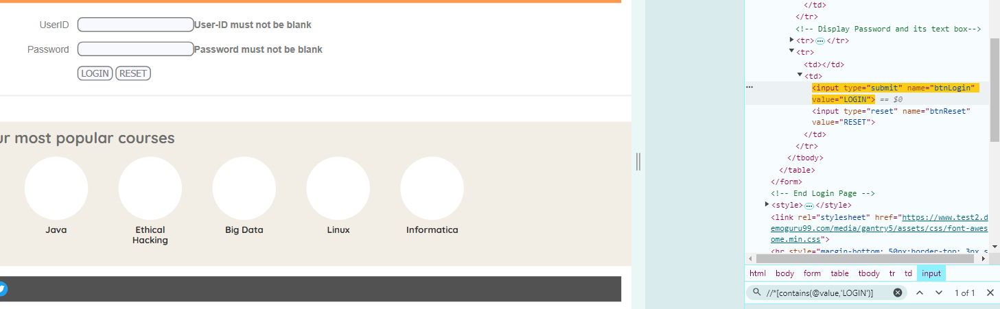 UserID User-ID must not be blank
Password Password must not be blank
LOGIN RESET
ur most popular courses
Java
Ethical
Hacking
Big Data
Linux
Informatica
</td>
</tr>
<!-- Display Password and its text box-->
<tr> ⋯ </tr>
<tr>
<td></td>
<td>
<input type="submit" name="btnLogin"
value="LOGIN"> == $0
<input type="reset" name="btnReset"
value="RESET">
</td>
</tr>
</tbody>
</table>
</form>
<!-- End Login Page -->
<style> ⋯ </style>
<link rel="stylesheet" href="https://www.test2.d
emoguru99.com/media/gantry5/assets/css/font-awes
ome.min.css">
<hr style="margin-bottom: 50px;border-top: 3px s
html body form table tbody tr td input
//*[contains(@value,'LOGIN')] 1 of 1